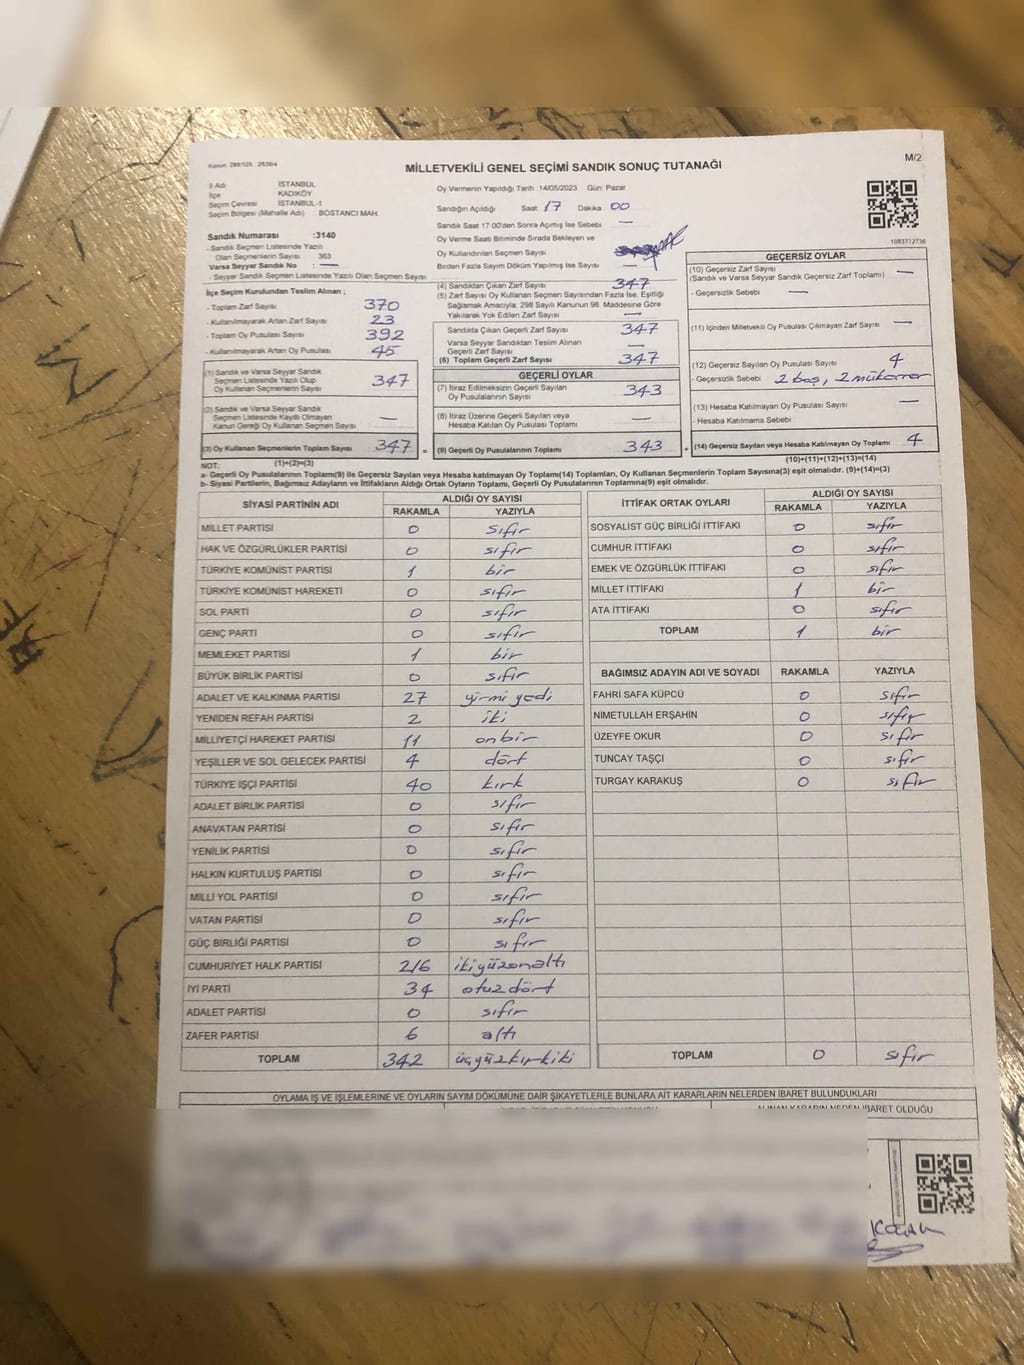 MİLLETVEKİLİ GENEL SEÇİMİ SANDIK SONUÇ TUTANAĞI
M/2
İl Adı İSTANBUL
İlçe KADIKÖY
Seçim Çevresi İSTANBUL-1
Seçim Bölgesi (Mahalle Adı) BOSTANCI MAH.
Sandık Numarası :3140
- Sandık Seçmen Listesinde Yazılı
Olan Seçmenlerin Sayısı 363
Varsa Seyyar Sandık No : —
- Seyyar Sandık Seçmen Listesinde Yazılı Olan Seçmen Sayısı
Oy Vermenin Yapıldığı Tarih :14/05/2023 Gün: Pazar
Sandığın Açıldığı Saat 17 Dakika 00
Sandık Saat 17:00'den Sonra Açılmış İse Sebebi —
Oy Verme Saati Bitiminde Sırada Bekleyen ve
Oy Kullandırılan Seçmen Sayısı
Birden Fazla Sayım Döküm Yapılmış İse Sayısı —
1083772736
İlçe Seçim Kurulundan Teslim Alınan ;
- Toplam Zarf Sayısı 370
- Kullanılmayarak Artan Zarf Sayısı 23
- Toplam Oy Pusulası Sayısı 392
- Kullanılmayarak Artan Oy Pusulası 45
(1) Sandık ve Varsa Seyyar Sandık
Seçmen Listesinde Yazılı Olup
Oy Kullanan Seçmenlerin Sayısı 347
(2) Sandık ve Varsa Seyyar Sandık
Seçmen Listesinde Kayıtlı Olmayan
Kanun Gereği Oy Kullanan Seçmen Sayısı —
(3) Oy Kullanan Seçmenlerin Toplam Sayısı 347
(1)+(2)=(3)
(4) Sandıktan Çıkan Zarf Sayısı 347
(5) Zarf Sayısı Oy Kullanan Seçmen Sayısından Fazla İse, Eşitliği
Sağlamak Amacıyla; 298 Sayılı Kanunun 98. Maddesine Göre
Yakılarak Yok Edilen Zarf Sayısı —
Sandıkta Çıkan Geçerli Zarf Sayısı 347
Varsa Seyyar Sandıktan Teslim Alınan
Geçerli Zarf Sayısı —
(6) Toplam Geçerli Zarf Sayısı 347
GEÇERLİ OYLAR
(7) İtiraz Edilmeksizin Geçerli Sayılan
Oy Pusulalarının Sayısı 343
(8) İtiraz Üzerine Geçerli Sayılan veya
Hesaba Katılan Oy Pusulası Toplamı —
= (9) Geçerli Oy Pusulalarının Toplamı 343
GEÇERSİZ OYLAR
(10) Geçersiz Zarf Sayısı
(Sandık ve Varsa Seyyar Sandık Geçersiz Zarf Toplamı) —
- Geçersizlik Sebebi —
(11) İçinden Milletvekili Oy Pusulası Çıkmayan Zarf Sayısı —
(12) Geçersiz Sayılan Oy Pusulası Sayısı 4
- Geçersizlik Sebebi 2 boş, 2 mükerrer
(13) Hesaba Katılmayan Oy Pusulası Sayısı —
- Hesaba Katılmama Sebebi
+ (14) Geçersiz Sayılan veya Hesaba Katılmayan Oy Toplamı 4
(10)+(11)+(12)+(13)=(14)
NOT:
a- Geçerli Oy Pusulalarının Toplamı(9) ile Geçersiz Sayılan veya Hesaba katılmayan Oy Toplam(14) Toplamları, Oy Kullanan Seçmenlerin Toplam Sayısına(3) eşit olmalıdır. (9)+(14)=(3)
b- Siyasi Partilerin, Bağımsız Adayların ve İttifakların Aldığı Ortak Oyların Toplamı, Geçerli Oy Pusulalarının Toplamına(9) eşit olmalıdır.
SİYASİ PARTİNİN ADI ALDIĞI OY SAYISI
RAKAMLA YAZIYLA
MİLLET PARTİSİ 0 sıfır
HAK VE ÖZGÜRLÜKLER PARTİSİ 0 sıfır
TÜRKİYE KOMÜNİST PARTİSİ 1 bir
TÜRKİYE KOMÜNİST HAREKETİ 0 sıfır
SOL PARTİ 0 sıfır
GENÇ PARTİ 0 sıfır
MEMLEKET PARTİSİ 1 bir
BÜYÜK BİRLİK PARTİSİ 0 sıfır
ADALET VE KALKINMA PARTİSİ 27 yirmi yedi
YENİDEN REFAH PARTİSİ 2 iki
MİLLİYETÇİ HAREKET PARTİSİ 11 onbir
YEŞİLLER VE SOL GELECEK PARTİSİ 4 dört
TÜRKİYE İŞÇİ PARTİSİ 40 kırk
ADALET BİRLİK PARTİSİ 0 sıfır
ANAVATAN PARTİSİ 0 sıfır
YENİLİK PARTİSİ 0 sıfır
HALKIN KURTULUŞ PARTİSİ 0 sıfır
MİLLİ YOL PARTİSİ 0 sıfır
VATAN PARTİSİ 0 sıfır
GÜÇ BİRLİĞİ PARTİSİ 0 sıfır
CUMHURİYET HALK PARTİSİ 216 ikiyüzonaltı
İYİ PARTİ 34 otuzdört
ADALET PARTİSİ 0 sıfır
ZAFER PARTİSİ 6 altı
TOPLAM 342 üçyüzkırkiki
İTTİFAK ORTAK OYLARI ALDIĞI OY SAYISI
RAKAMLA YAZIYLA
SOSYALİST GÜÇ BİRLİĞİ İTTİFAKI 0 sıfır
CUMHUR İTTİFAKI 0 sıfır
EMEK VE ÖZGÜRLÜK İTTİFAKI 0 sıfır
MİLLET İTTİFAKI 1 bir
ATA İTTİFAKI 0 sıfır
TOPLAM 1 bir
BAĞIMSIZ ADAYIN ADI VE SOYADI RAKAMLA YAZIYLA
FAHRİ SAFA KÜPCÜ 0 sıfır
NİMETULLAH ERŞAHİN 0 sıfır
ÜZEYFE OKUR 0 sıfır
TUNCAY TAŞÇI 0 sıfır
TURGAY KARAKUŞ 0 sıfır
TOPLAM 0 sıfır
OYLAMA İŞ VE İŞLEMLERİNE VE OYLARIN SAYIM DÖKÜMÜNE DAİR ŞİKAYETLERLE BUNLARA AİT KARARLARIN NELERDEN İBARET BULUNDUKLARI
ALINAN KARARIN NEDEN İBARET OLDUĞU